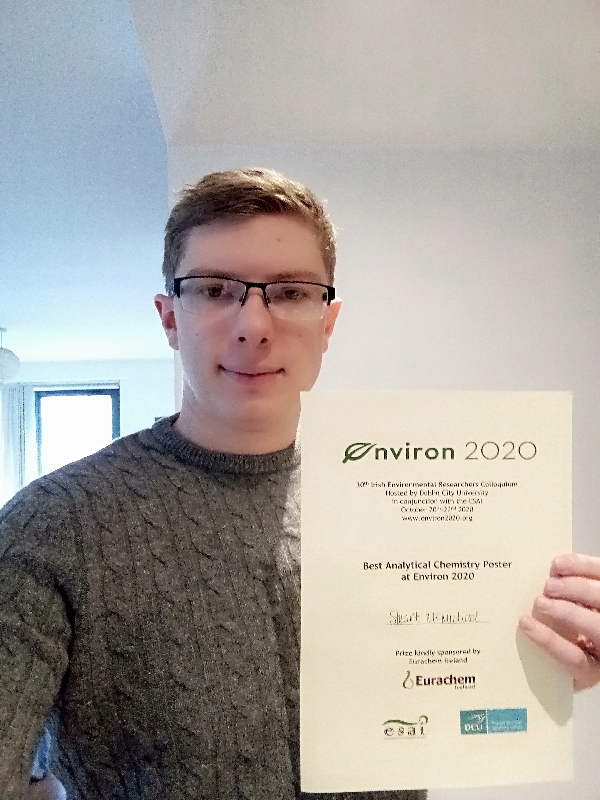 environ 2020
30th Irish Environmental Researchers Colloquium
Hosted by Dublin City University
in conjunction with the ESAI
October 20th-22nd 2020
www.environ2020.org
Best Analytical Chemistry Poster
at Environ 2020
Stuart
Prize kindly sponsored by
Eurachem Ireland
Eurachem
Ireland
esai
DCU